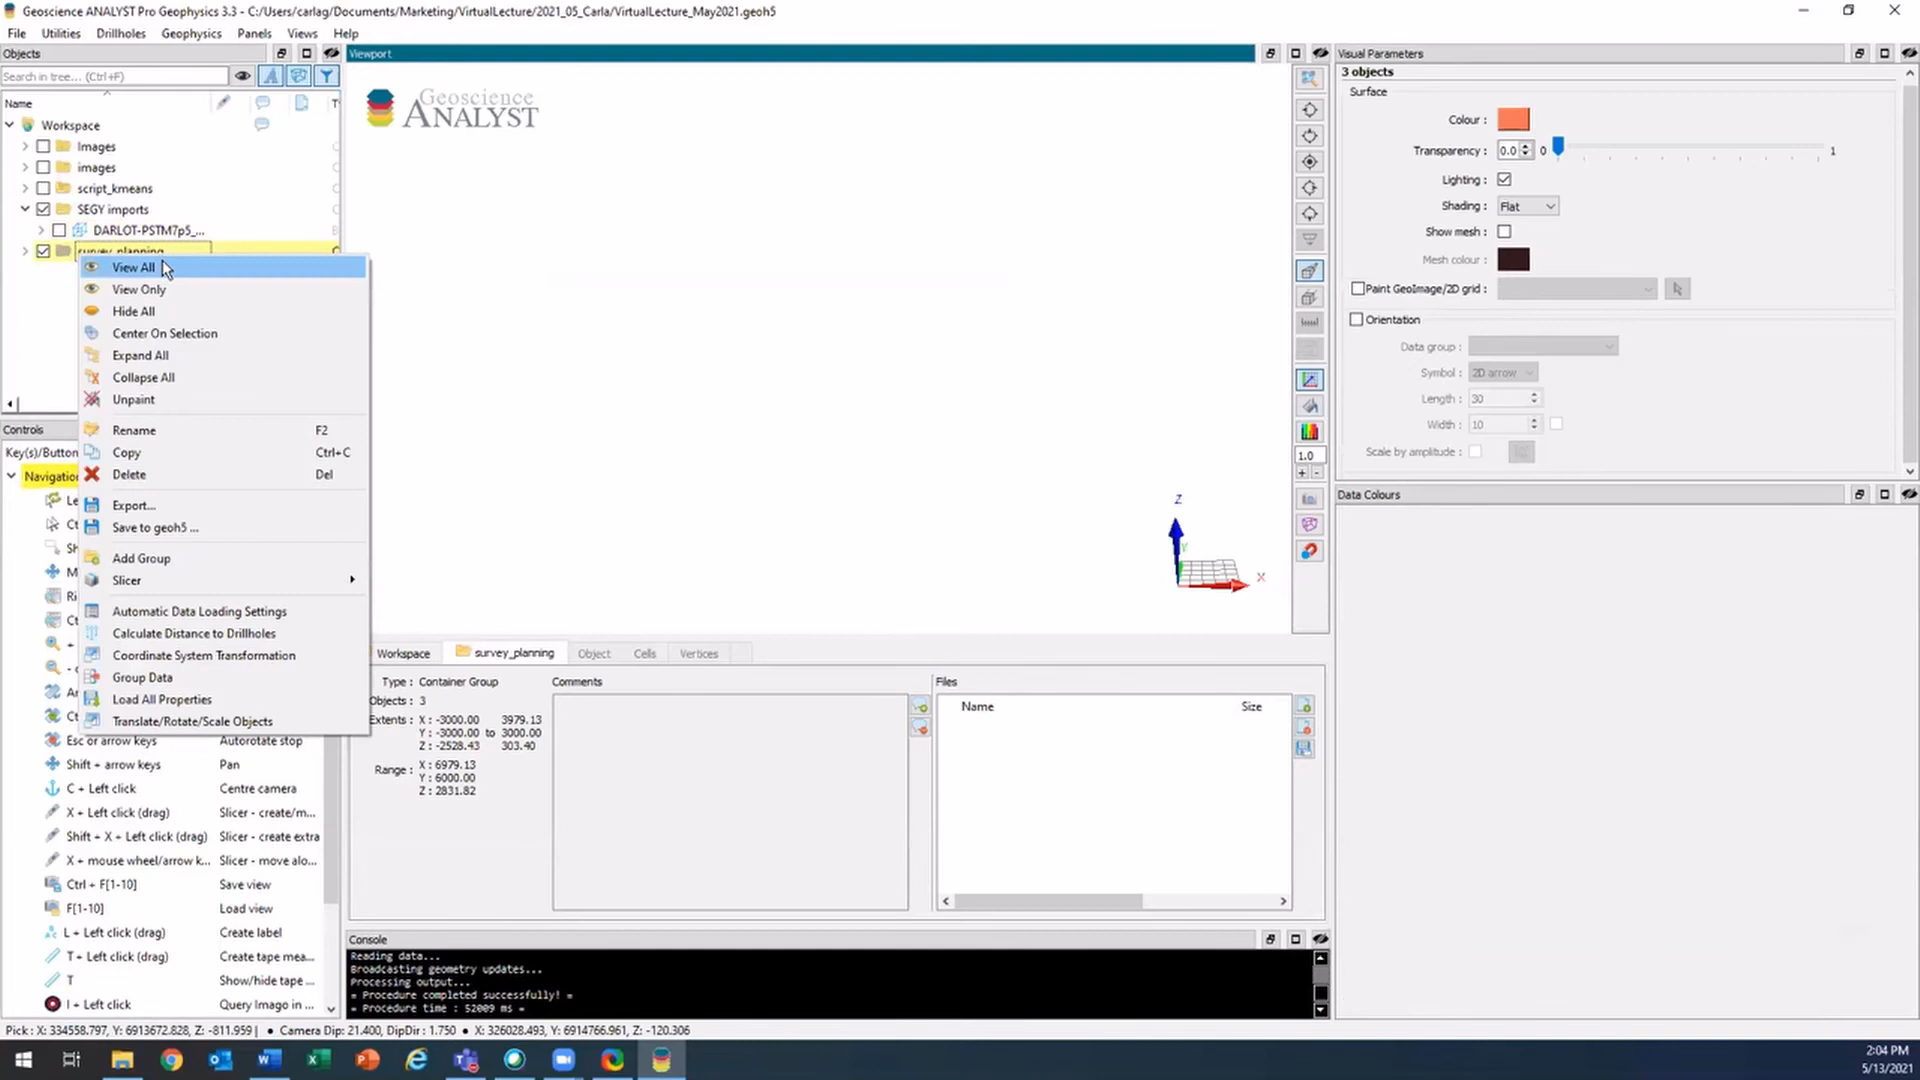 Geoscience ANALYST Pro Geophysics 3.3 - C:/Users/carlag/Documents/Marketing/VirtualLecture/2021_05_Carla/VirtualLecture_May2021.geoh5
File Utilities Drillholes Geophysics Panels Views Help
Objects
Search in tree... (Ctrl+F)
Name
Workspace
Images
images
script_kmeans
SEGY imports
DARLOT-PSTM7p5_...
survey_planning
View All
View Only
Hide All
Center On Selection
Expand All
Collapse All
Unpaint
Rename F2
Copy Ctrl+C
Delete Del
Export...
Save to geoh5 ...
Add Group
Slicer
Automatic Data Loading Settings
Calculate Distance to Drillholes
Coordinate System Transformation
Group Data
Load All Properties
Translate/Rotate/Scale Objects
Controls
Key(s)/Button
Navigation
Esc or arrow keys Autorotate stop
Shift + arrow keys Pan
C + Left click Centre camera
X + Left click (drag) Slicer - create/m...
Shift + X + Left click (drag) Slicer - create extra
X + mouse wheel/arrow k... Slicer - move alo...
Ctrl + F[1-10] Save view
F[1-10] Load view
L + Left click (drag) Create label
T + Left click (drag) Create tape mea...
T Show/hide tape ...
I + Left click Query Imago in ...
Viewport
Geoscience
ANALYST
Z
Y
X
1.0
Workspace survey_planning Object Cells Vertices
Type : Container Group
Objects : 3
Extents : X : -3000.00 3979.13
Y : -3000.00 to 3000.00
Z : -2528.43 303.40
Range : X : 6979.13
Y : 6000.00
Z : 2831.82
Comments
Files
Name Size
Console
Reading data...
Broadcasting geometry updates...
Processing output...
= Procedure completed successfully! =
= Procedure time : 52009 ms =
Visual Parameters
3 objects
Surface
Colour :
Transparency : 0.0 0 1
Lighting :
Shading : Flat
Show mesh :
Mesh colour :
Paint GeoImage/2D grid :
Orientation
Data group :
Symbol : 2D arrow
Length : 30
Width : 10
Scale by amplitude :
Data Colours
Pick : X: 334558.797, Y: 6913672.828, Z: -811.959 | • Camera Dip: 21.400, DipDir : 1.750 • X: 326028.493, Y: 6914766.961, Z: -120.306
2:04 PM
5/13/2021